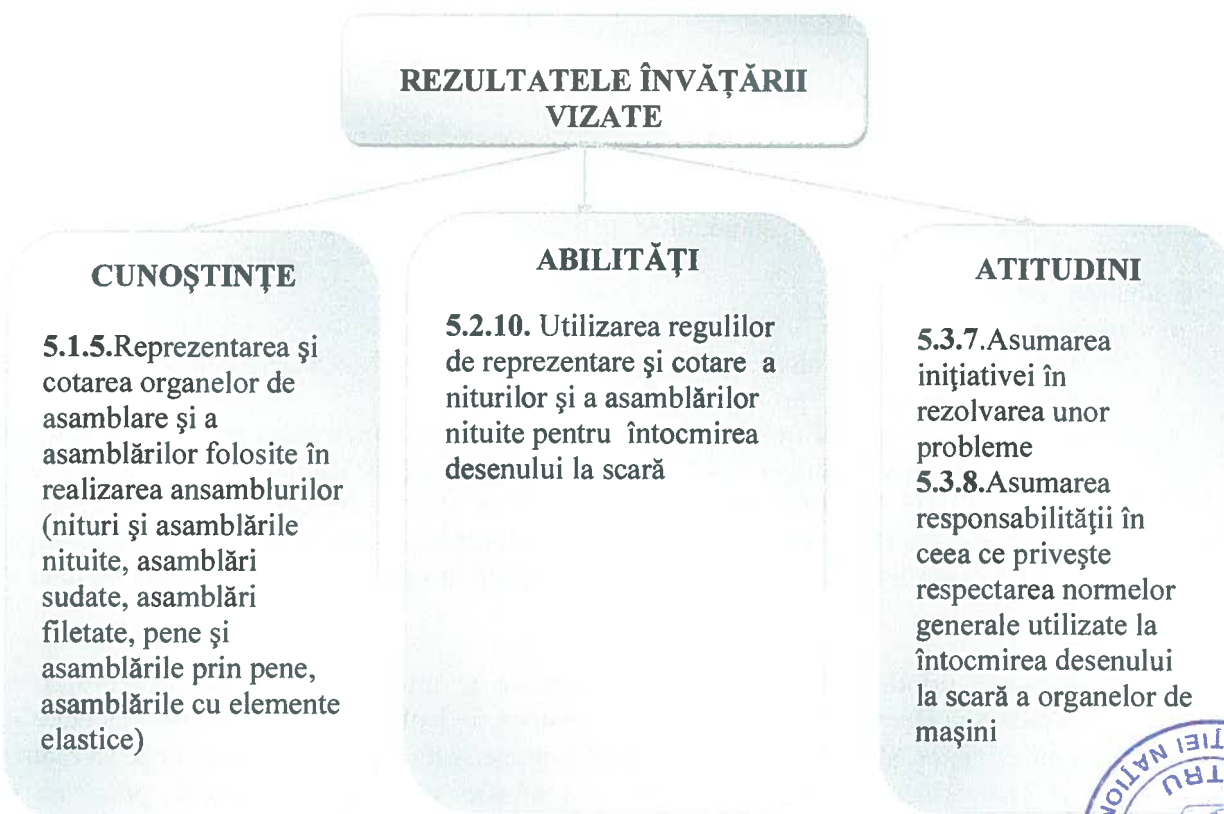 REZULTATELE ÎNVĂȚĂRII
VIZATE
CUNOŞTINȚE
5.1.5.Reprezentarea şi
cotarea organelor de
asamblare şi a
asamblărilor folosite în
realizarea ansamblurilor
(nituri şi asamblările
nituite, asamblări
sudate, asamblări
filetate, pene şi
asamblările prin pene,
asamblările cu elemente
elastice)
ABILITĂȚI
5.2.10. Utilizarea regulilor
de reprezentare şi cotare a
niturilor şi a asamblărilor
nituite pentru întocmirea
desenului la scară
ATITUDINI
5.3.7.Asumarea
iniţiativei în
rezolvarea unor
probleme
5.3.8.Asumarea
responsabilităţii în
ceea ce priveşte
respectarea normelor
generale utilizate la
întocmirea desenului
la scară a organelor de
maşini